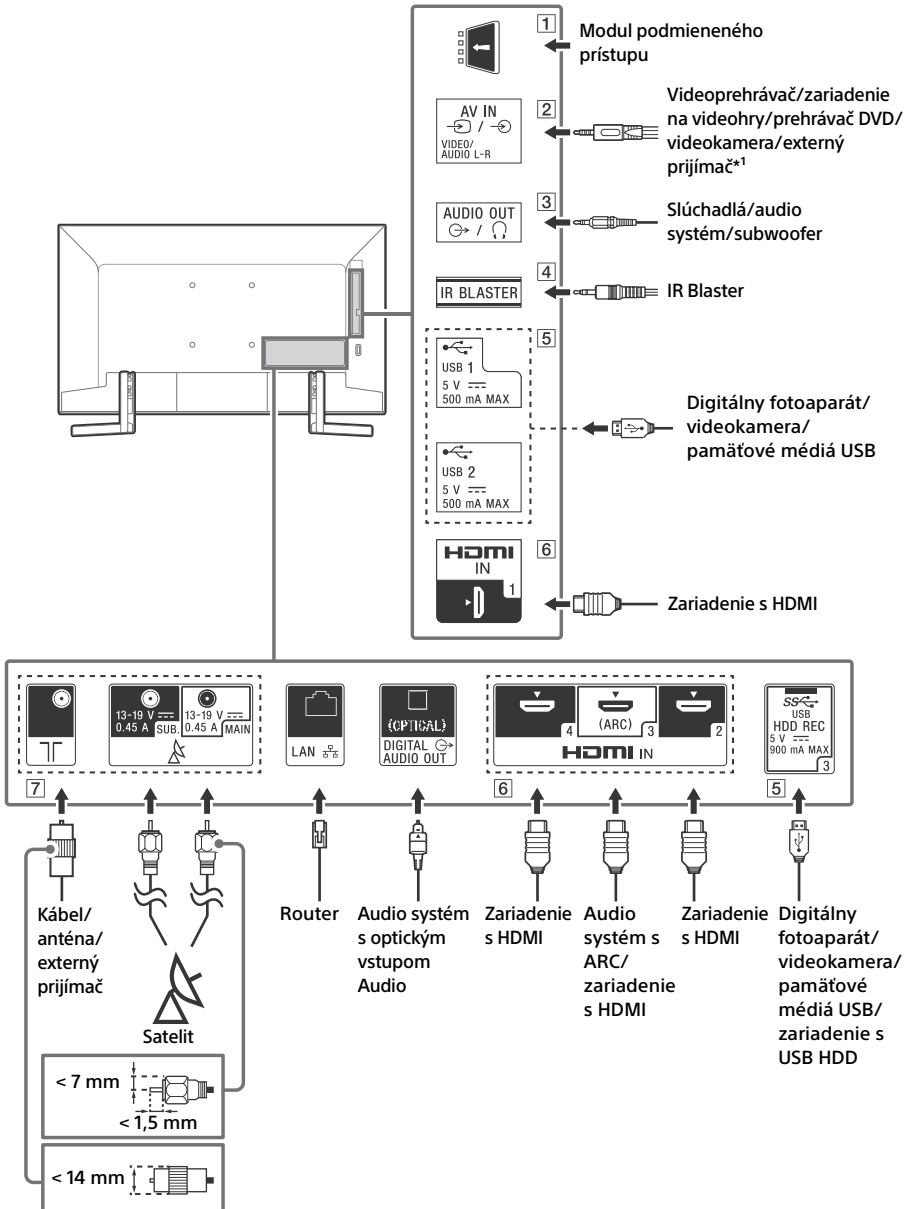 1
Modul podmieneného
prístupu
AV IN
/
VIDEO/
AUDIO L-R
2
Videoprehrávač/zariadenie
na videohry/prehrávač DVD/
videokamera/externý
prijímač*1
AUDIO OUT
/
3
Slúchadlá/audio
systém/subwoofer
4
IR BLASTER
IR Blaster
5
USB 1
5 V
500 mA MAX
Digitálny fotoaparát/
videokamera/
pamäťové médiá USB
USB 2
5 V
500 mA MAX
6
HDMI
IN
1
Zariadenie s HDMI
13-19 V
0.45 A
SUB.
13-19 V
0.45 A
MAIN
LAN
(OPTICAL)
DIGITAL
AUDIO OUT
4
(ARC)
3
2
HDMI IN
SS
USB
HDD REC
5 V
900 mA MAX
3
7
6
5
Kábel/
anténa/
externý
prijímač
Satelit
Router
Audio systém
s optickým
vstupom
Audio
Zariadenie
s HDMI
Audio
systém s
ARC/
zariadenie
s HDMI
Zariadenie
s HDMI
Digitálny
fotoaparát/
videokamera/
pamäťové
médiá USB/
zariadenie s
USB HDD
< 7 mm
< 1,5 mm
< 14 mm